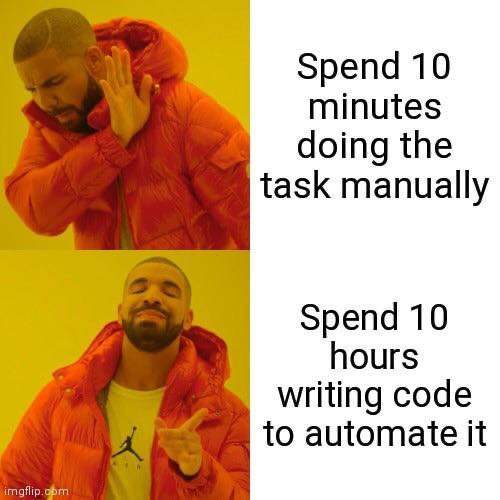 Spend 10
minutes
doing the
task manually
Spend 10
hours
writing code
to automate it
imgflip.com